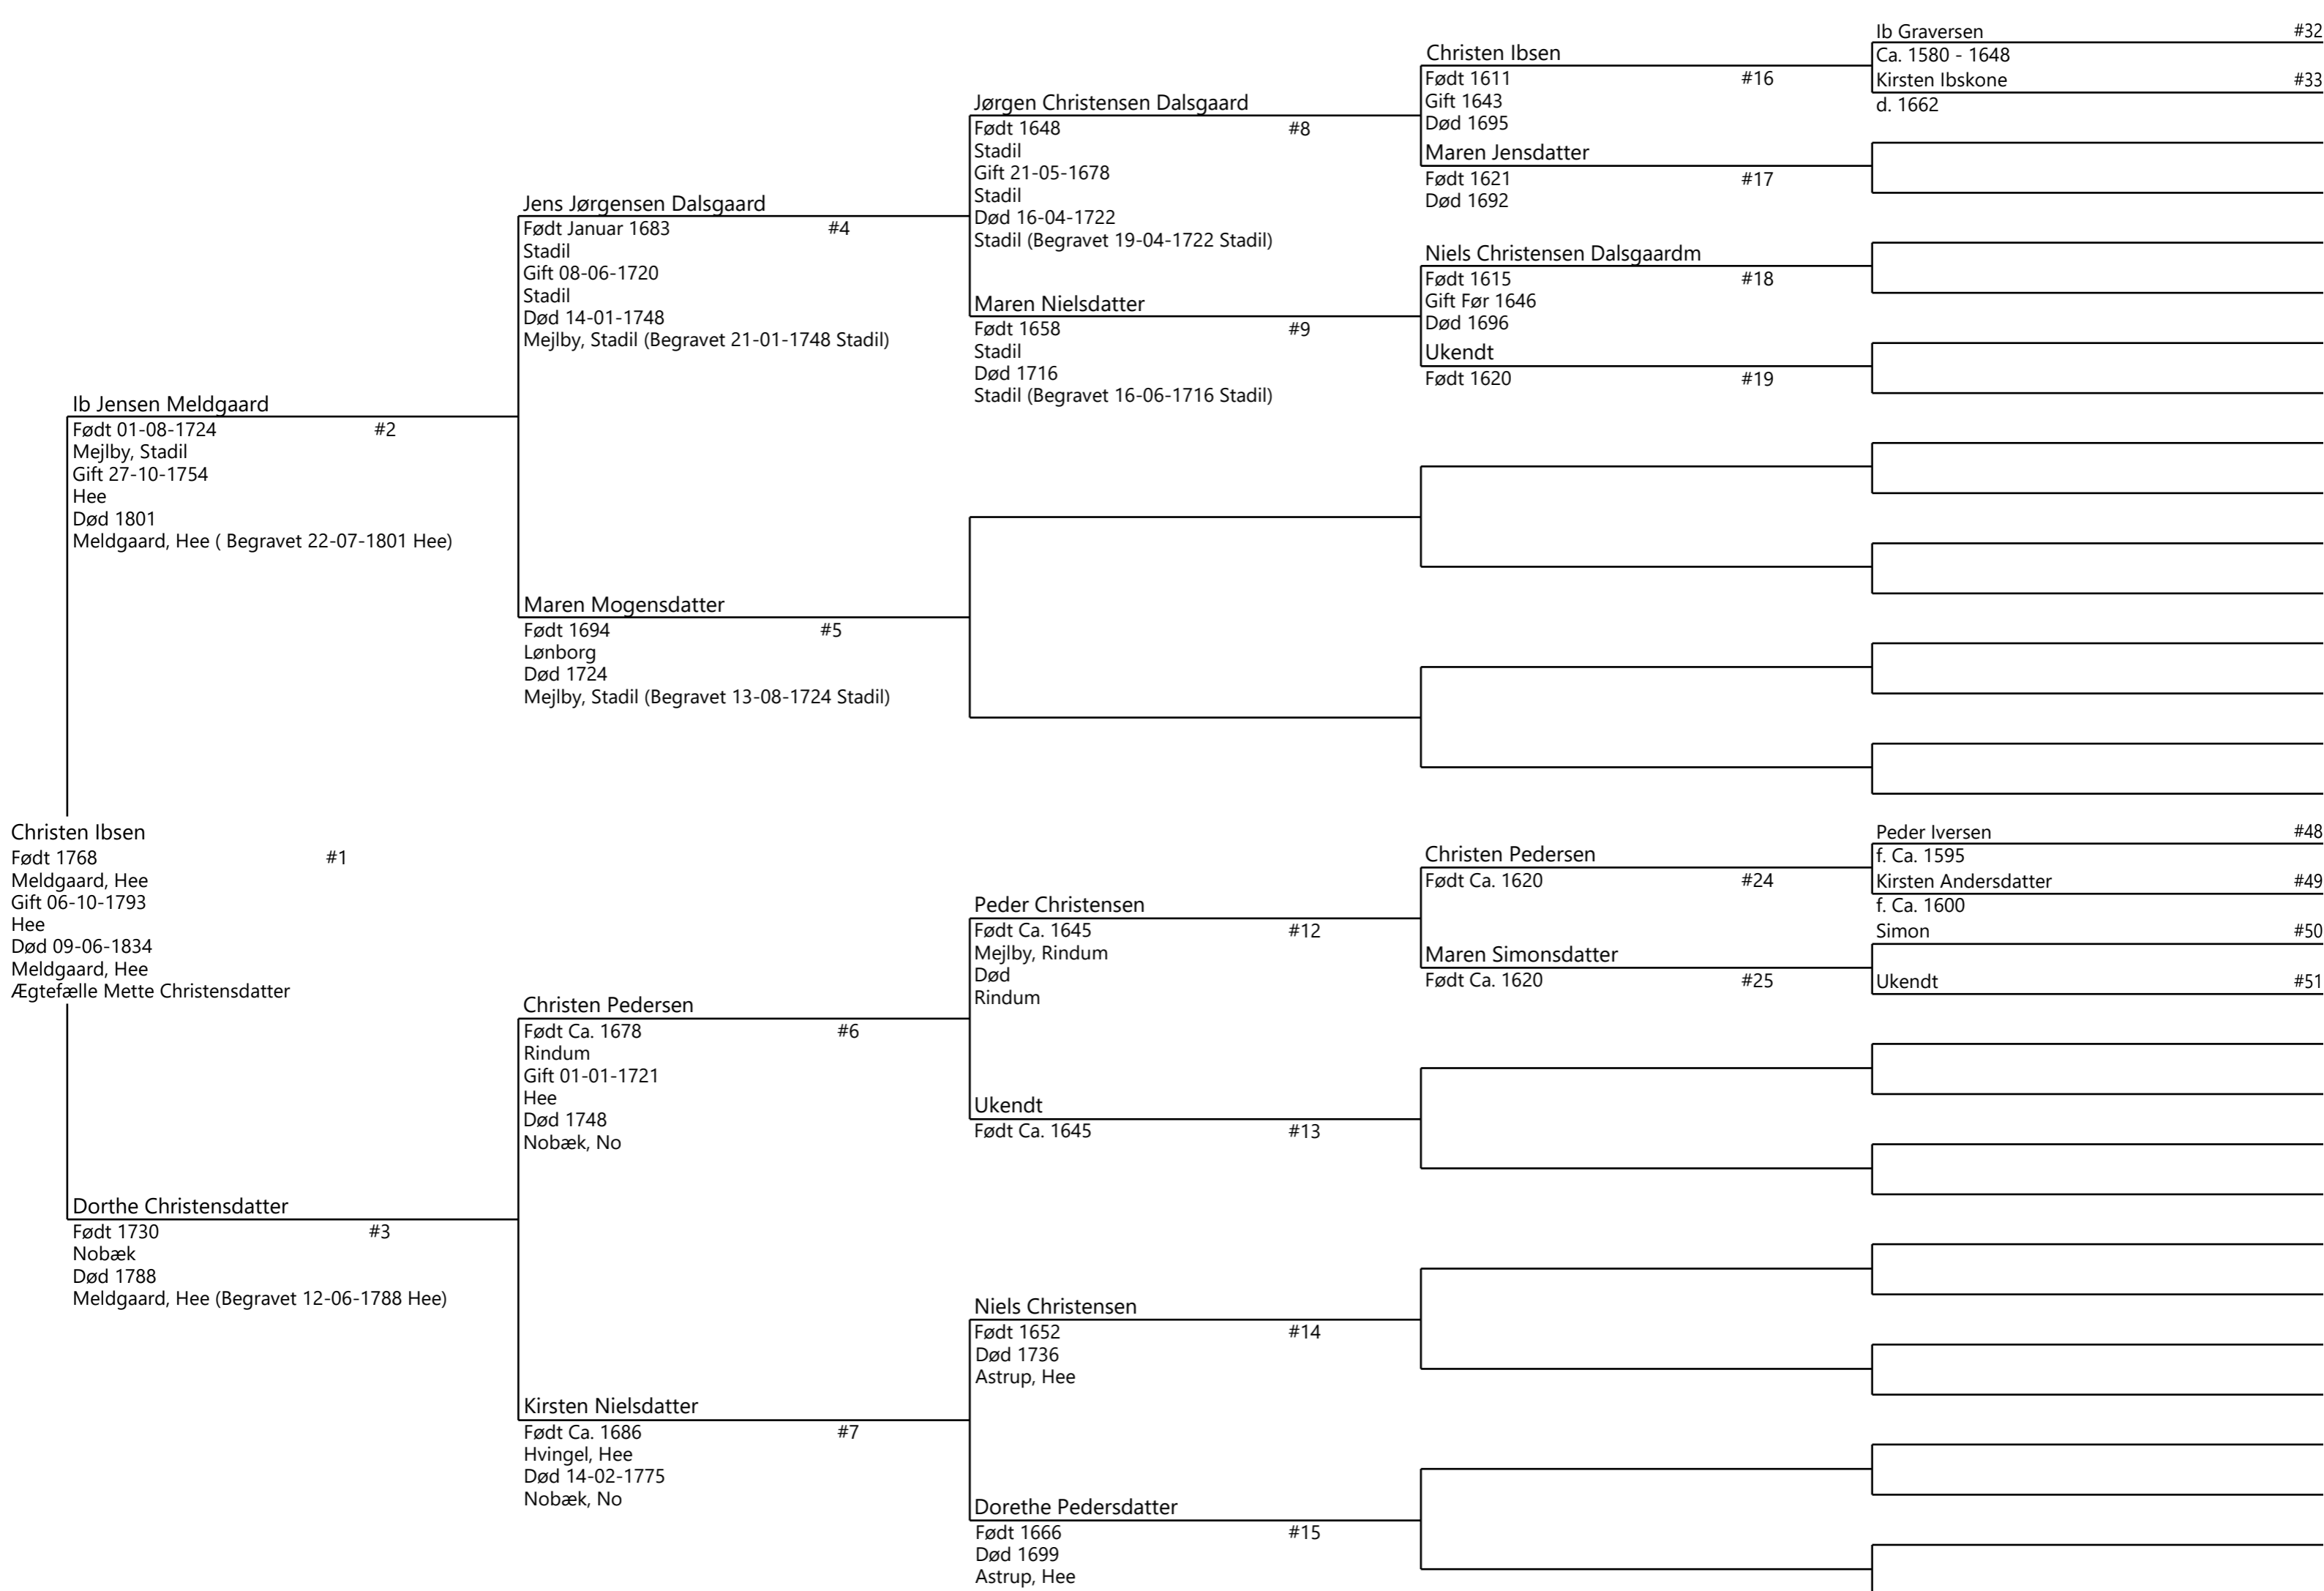 Christen Ibsen
Født 1768 #1
Meldgaard, Hee
Gift 06-10-1793
Hee
Død 09-06-1834
Meldgaard, Hee
Ægtefælle Mette Christensdatter
Ib Jensen Meldgaard
Født 01-08-1724 #2
Mejlby, Stadil
Gift 27-10-1754
Hee
Død 1801
Meldgaard, Hee ( Begravet 22-07-1801 Hee)
Dorthe Christensdatter
Født 1730 #3
Nobæk
Død 1788
Meldgaard, Hee (Begravet 12-06-1788 Hee)
Jens Jørgensen Dalsgaard
Født Januar 1683 #4
Stadil
Gift 08-06-1720
Stadil
Død 14-01-1748
Mejlby, Stadil (Begravet 21-01-1748 Stadil)
Maren Mogensdatter
Født 1694 #5
Lønborg
Død 1724
Mejlby, Stadil (Begravet 13-08-1724 Stadil)
Christen Pedersen
Født Ca. 1678 #6
Rindum
Gift 01-01-1721
Hee
Død 1748
Nobæk, No
Kirsten Nielsdatter
Født Ca. 1686 #7
Hvingel, Hee
Død 14-02-1775
Nobæk, No
Jørgen Christensen Dalsgaard
Født 1648 #8
Stadil
Gift 21-05-1678
Stadil
Død 16-04-1722
Stadil (Begravet 19-04-1722 Stadil)
Maren Nielsdatter
Født 1658 #9
Stadil
Død 1716
Stadil (Begravet 16-06-1716 Stadil)
Peder Christensen
Født Ca. 1645 #12
Mejlby, Rindum
Død
Rindum
Ukendt
Født Ca. 1645 #13
Niels Christensen
Født 1652 #14
Død 1736
Astrup, Hee
Dorethe Pedersdatter
Født 1666 #15
Død 1699
Astrup, Hee
Christen Ibsen
Født 1611 #16
Gift 1643
Død 1695
Maren Jensdatter
Født 1621 #17
Død 1692
Niels Christensen Dalsgaardm
Født 1615 #18
Gift Før 1646
Død 1696
Ukendt
Født 1620 #19
Christen Pedersen
Født Ca. 1620 #24
Maren Simonsdatter
Født Ca. 1620 #25
Ib Graversen #32
Ca. 1580 - 1648
Kirsten Ibskone #33
d. 1662
Peder Iversen #48
f. Ca. 1595
Kirsten Andersdatter #49
f. Ca. 1600
Simon #50
Ukendt #51